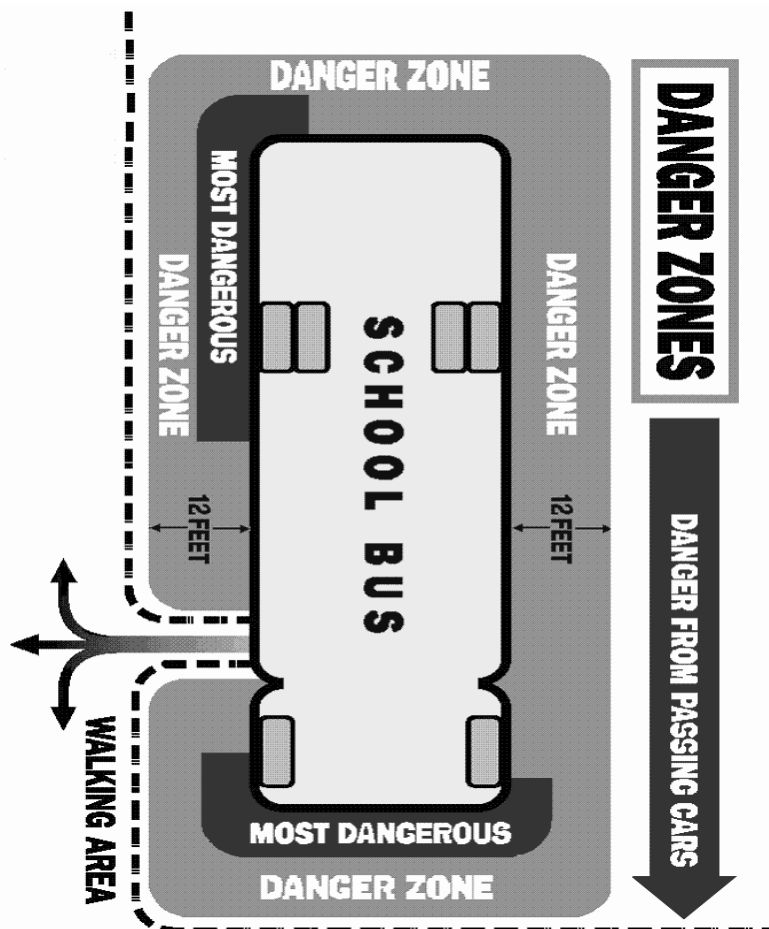 DANGER ZONES
DANGER ZONE
MOST DANGEROUS
DANGER ZONE
SCHOOL BUS
DANGER ZONE
12 FEET
12 FEET
DANGER FROM PASSING CARS
WALKING AREA
MOST DANGEROUS
DANGER ZONE